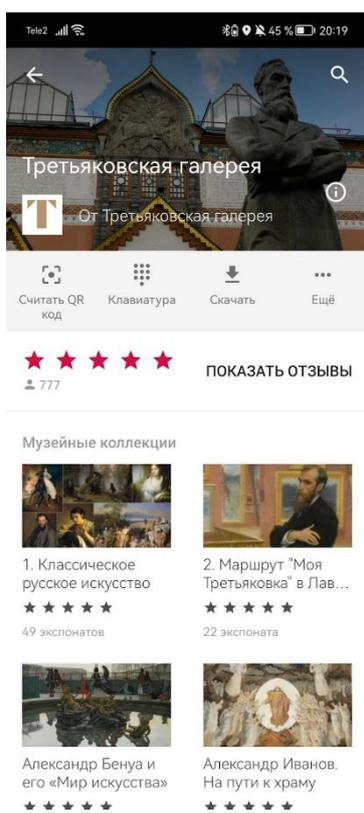 Tele2 45 % 20:19
Третьяковская галерея
От Третьяковская галерея
Считать QR код
Клавиатура
Скачать
Ещё
777
ПОКАЗАТЬ ОТЗЫВЫ
Музейные коллекции
1. Классическое
русское искусство
49 экспонатов
2. Маршрут "Моя
Третьяковка" в Лав...
22 экспоната
Александр Бенуа и
его «Мир искусства»
Александр Иванов.
На пути к храму